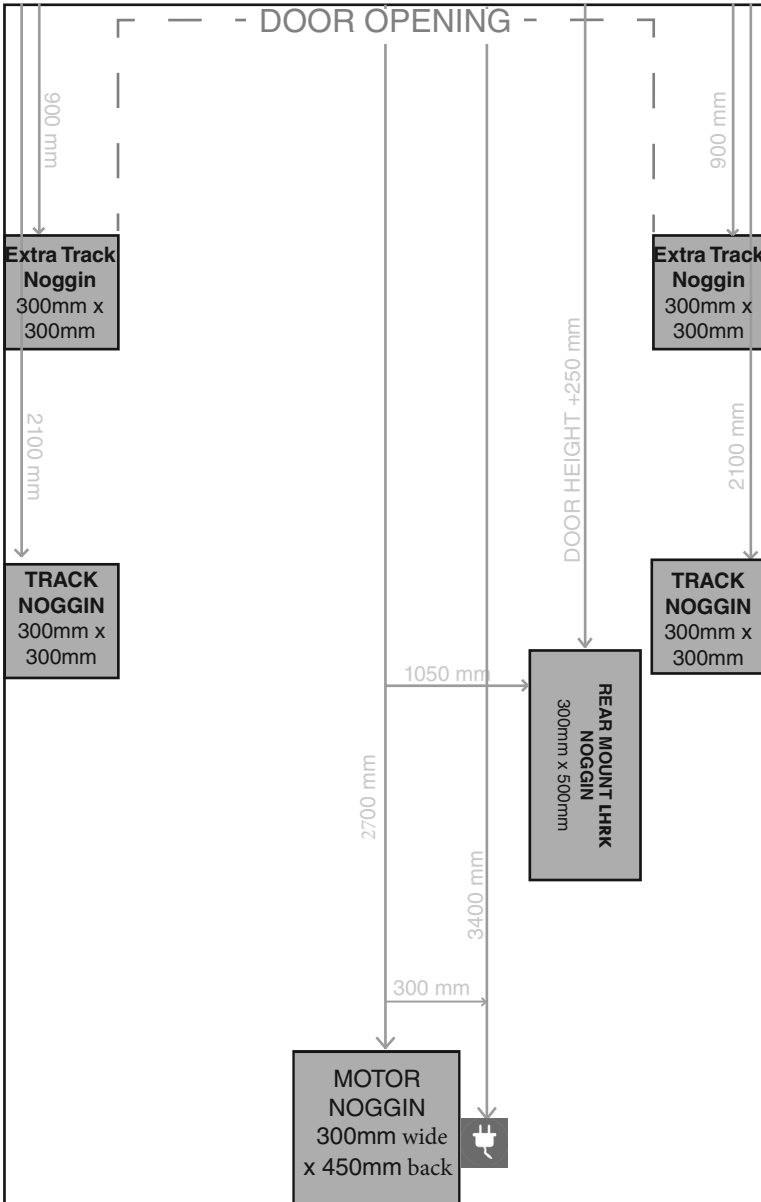 DOOR OPENING
900 mm
900 mm
Extra Track
Noggin
300mm x
300mm
Extra Track
Noggin
300mm x
300mm
DOOR HEIGHT +250 mm
2100 mm
2100 mm
TRACK
NOGGIN
300mm x
300mm
TRACK
NOGGIN
300mm x
300mm
1050 mm
REAR MOUNT LHRK
NOGGIN
300mm x 500mm
2700 mm
3400 mm
300 mm
MOTOR
NOGGIN
300mm wide
x 450mm back